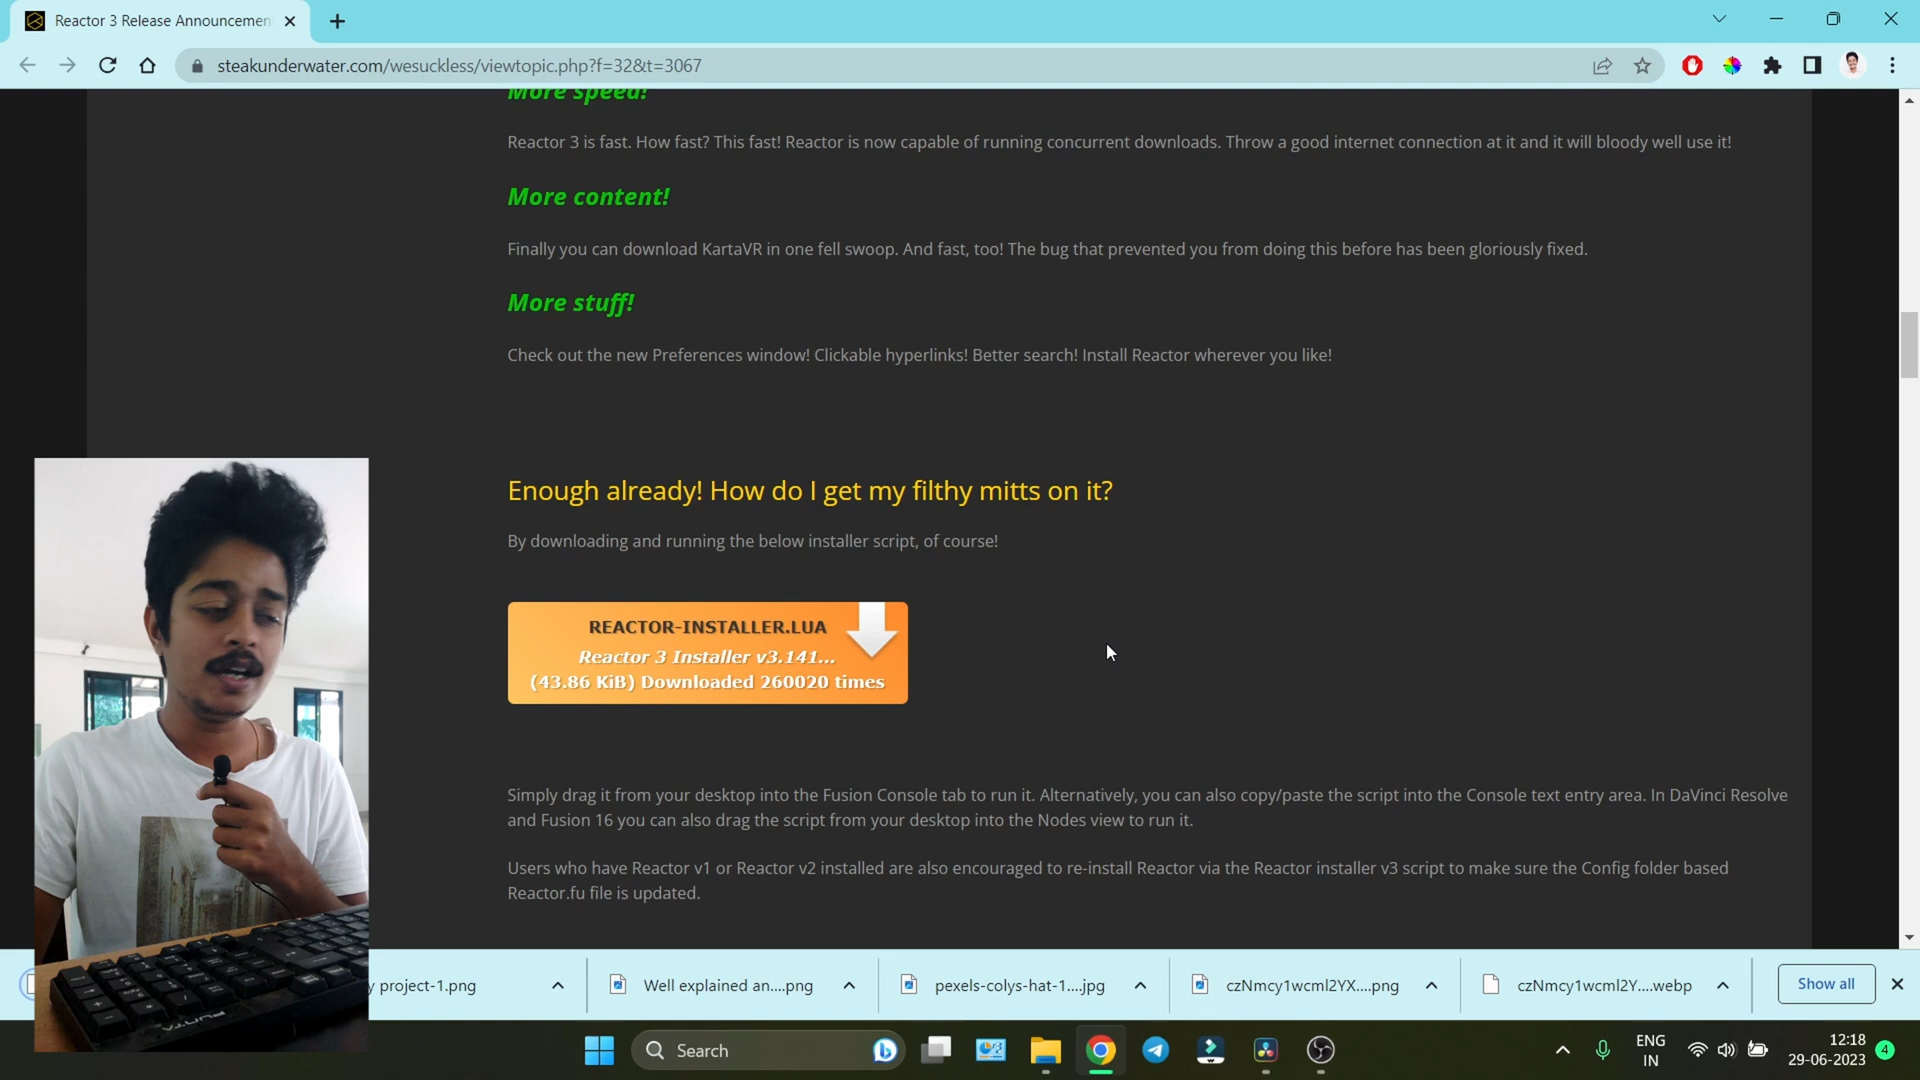 Reactor 3 Release Announcemen
steakunderwater.com/wesuckless/viewtopic.php?f=32&t=3067
More speed!
Reactor 3 is fast. How fast? This fast! Reactor is now capable of running concurrent downloads. Throw a good internet connection at it and it will bloody well use it!
More content!
Finally you can download KartaVR in one fell swoop. And fast, too! The bug that prevented you from doing this before has been gloriously fixed.
More stuff!
Check out the new Preferences window! Clickable hyperlinks! Better search! Install Reactor wherever you like!
Enough already! How do I get my filthy mitts on it?
By downloading and running the below installer script, of course!
REACTOR-INSTALLER.LUA
Reactor 3 Installer v3.141...
(43.86 KiB) Downloaded 260020 times
Simply drag it from your desktop into the Fusion Console tab to run it. Alternatively, you can also copy/paste the script into the Console text entry area. In DaVinci Resolve
and Fusion 16 you can also drag the script from your desktop into the Nodes view to run it.
Users who have Reactor v1 or Reactor v2 installed are also encouraged to re-install Reactor via the Reactor installer v3 script to make sure the Config folder based
Reactor.fu file is updated.
y project-1.png
Well explained an....png
pexels-colys-hat-1....jpg
czNmcy1wcml2YX....png
czNmcy1wcml2Y....webp
Show all
Search
ENG
IN
12:18
29-06-2023
4